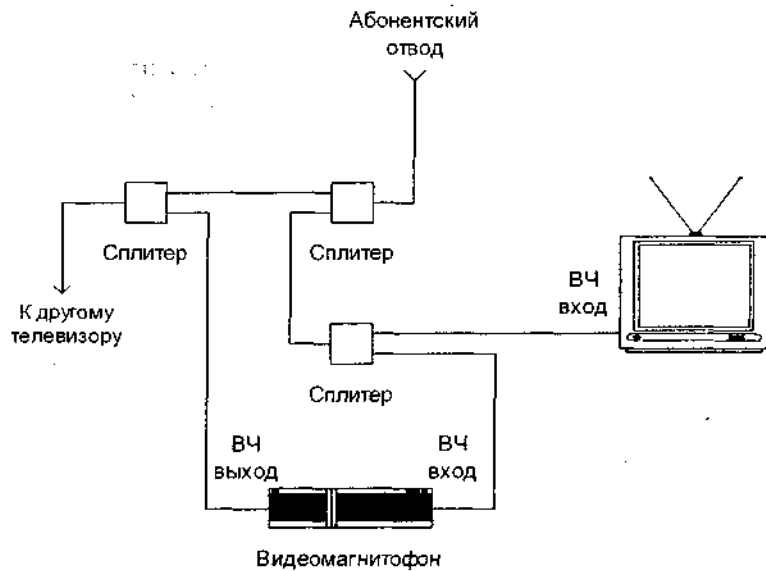 Абонентский
отвод
Сплитер
Сплитер
К другому
телевизору
ВЧ
вход
Сплитер
ВЧ
выход
ВЧ
вход
Видеомагнитофон